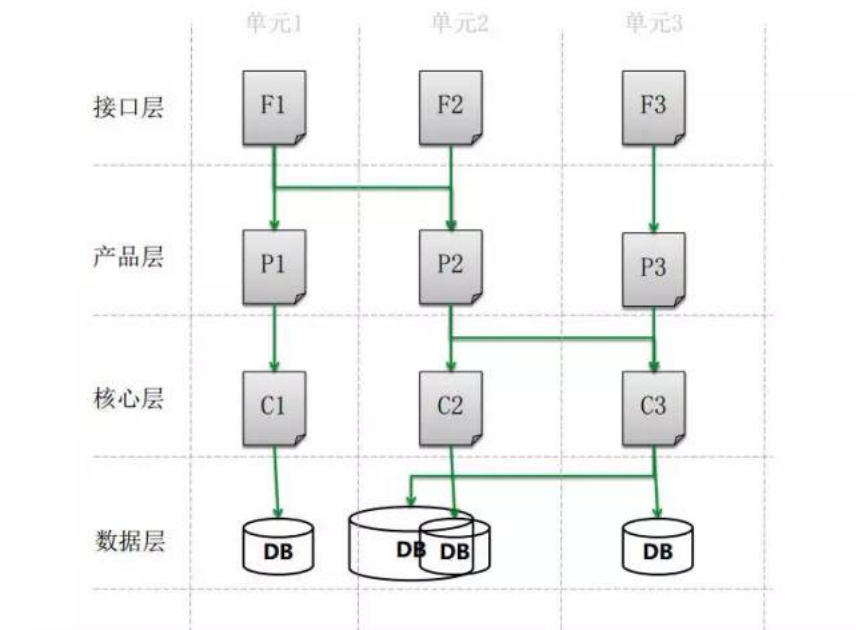 单元1 单元2 单元3
接口层 F1 F2 F3
产品层 P1 P2 P3
核心层 C1 C2 C3
数据层 DB DB DB DB